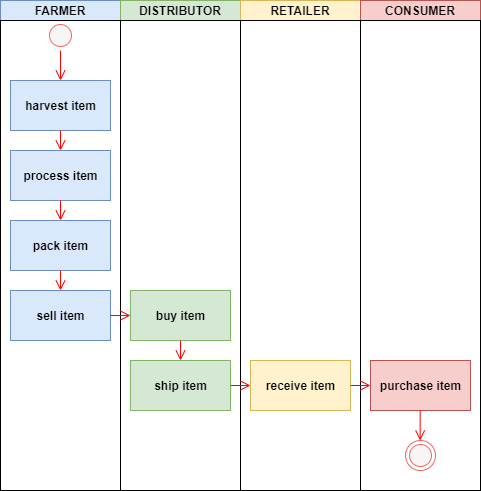 FARMER
DISTRIBUTOR
RETAILER
CONSUMER
harvest item
process item
pack item
sell item
buy item
ship item
receive item
purchase item